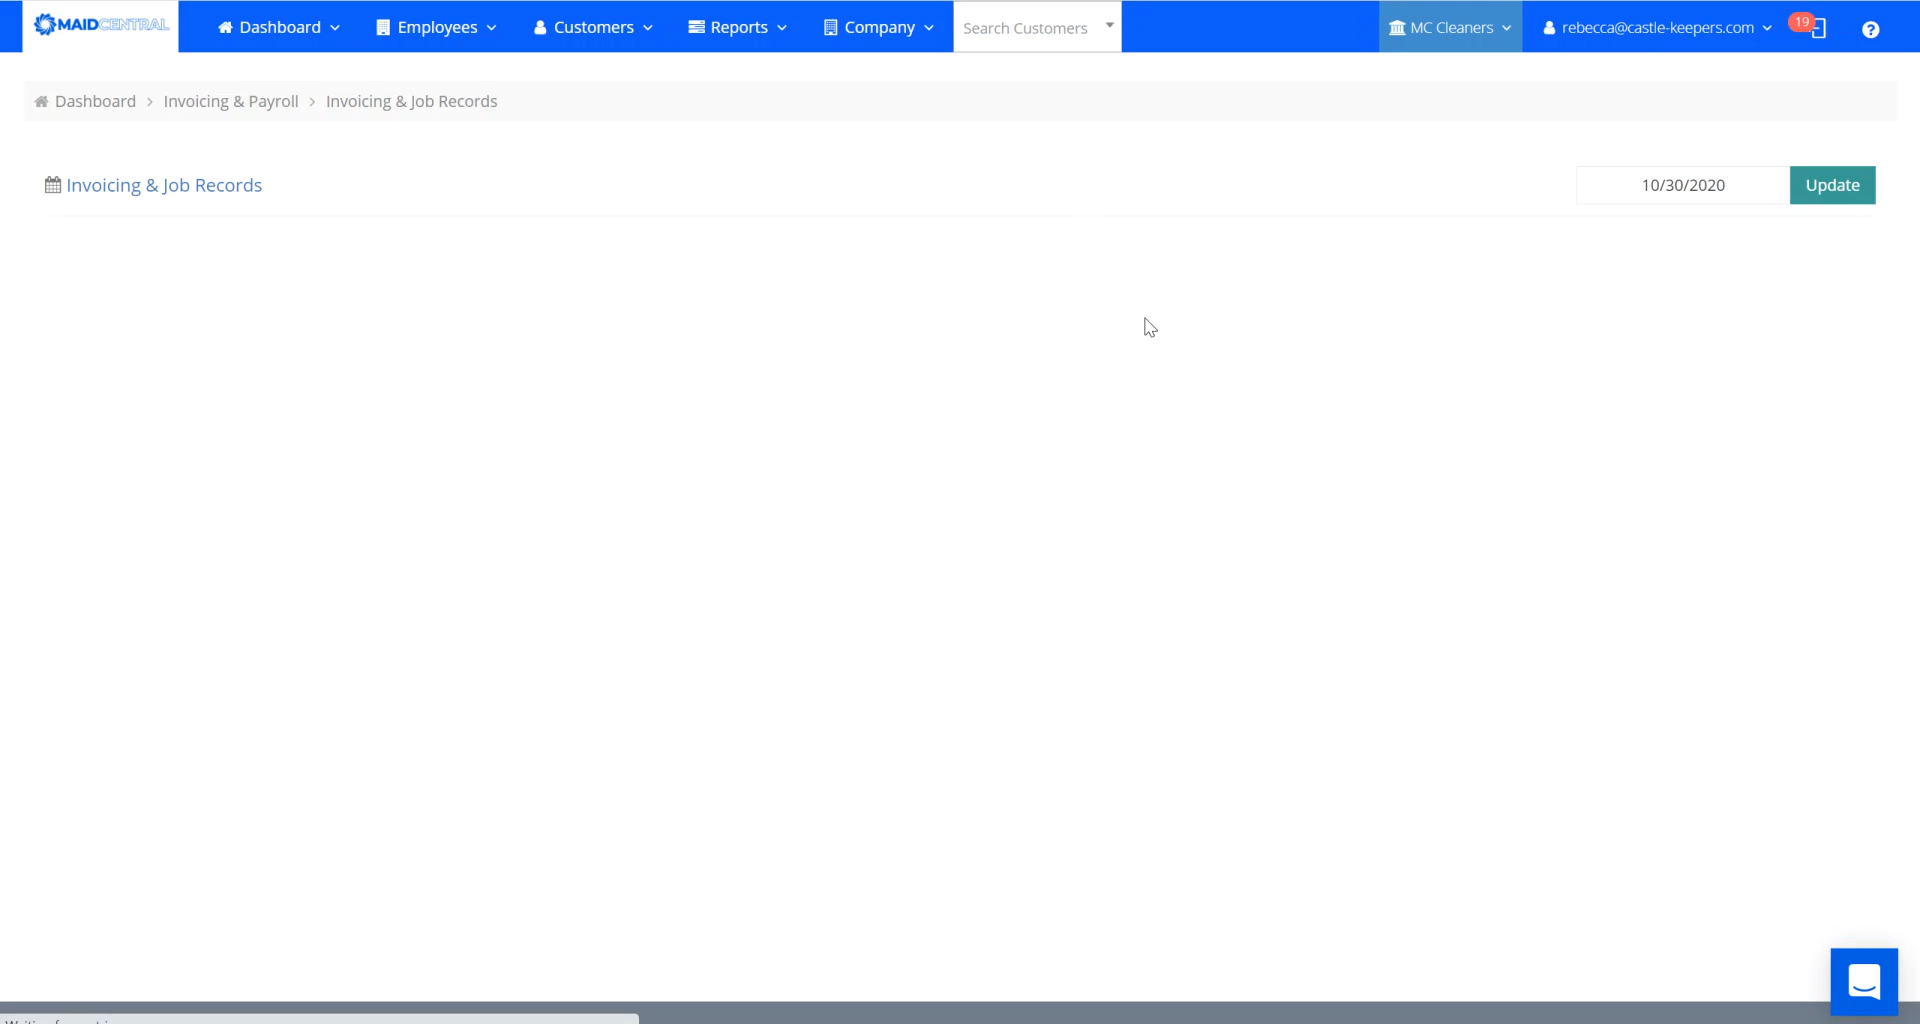 MAIDCENTRAL Dashboard Employees Customers Reports Company Search Customers MC Cleaners rebecca@castle-keepers.com 19 ?
Dashboard > Invoicing & Payroll > Invoicing & Job Records
Invoicing & Job Records 10/30/2020 Update